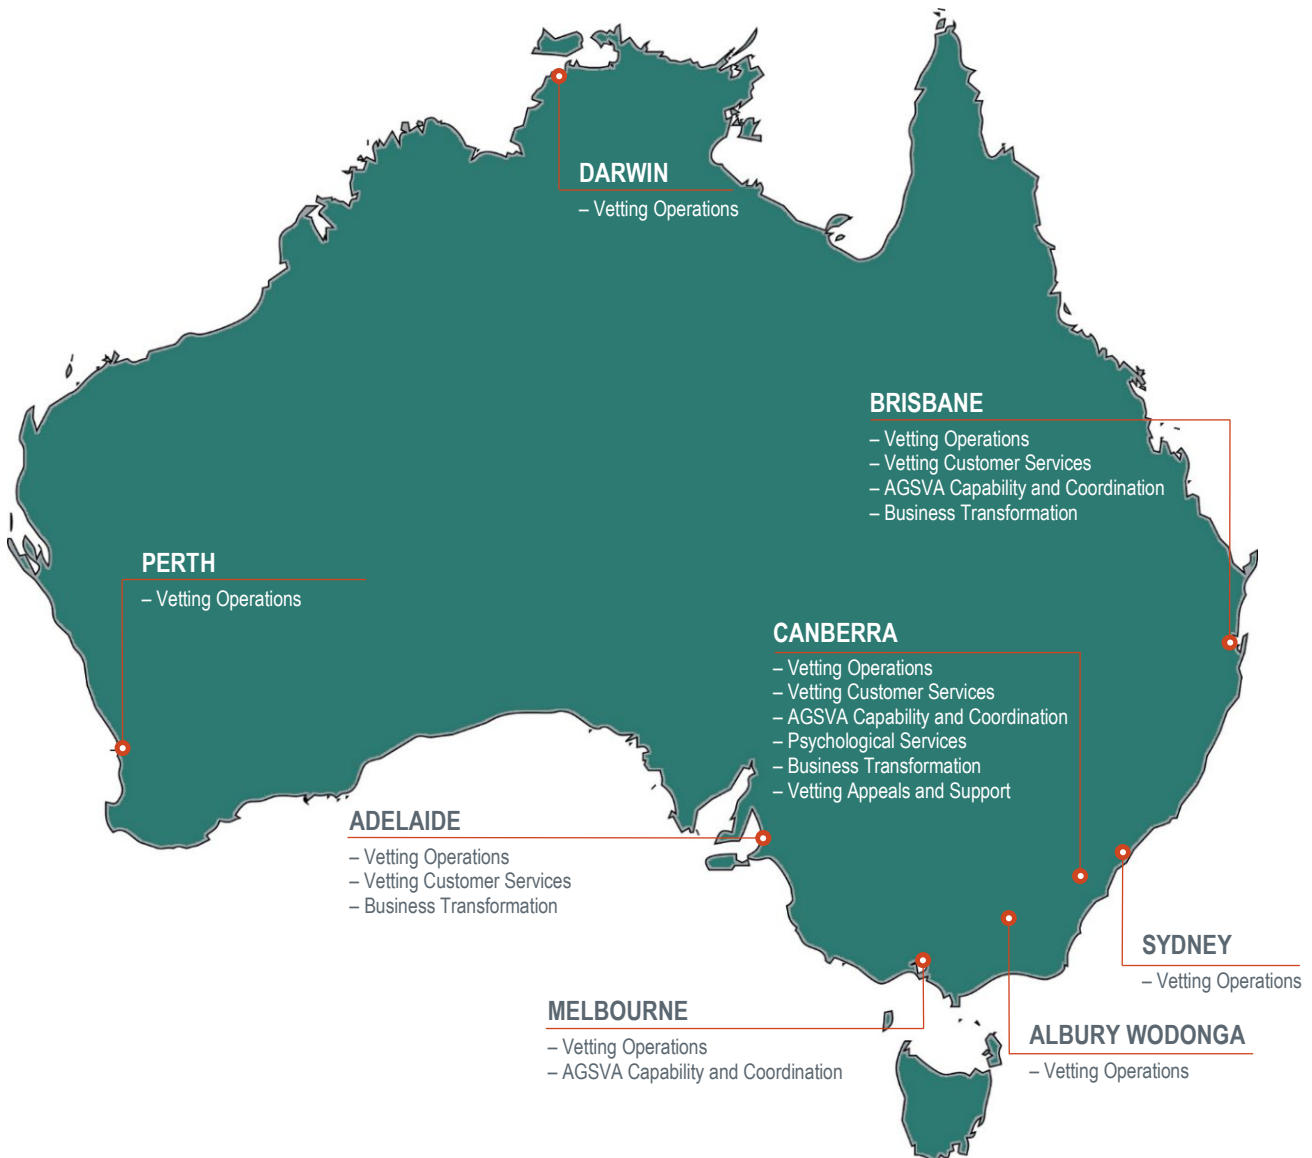 DARWIN
– Vetting Operations
BRISBANE
– Vetting Operations
– Vetting Customer Services
– AGSVA Capability and Coordination
– Business Transformation
PERTH
– Vetting Operations
CANBERRA
– Vetting Operations
– Vetting Customer Services
– AGSVA Capability and Coordination
– Psychological Services
– Business Transformation
– Vetting Appeals and Support
ADELAIDE
– Vetting Operations
– Vetting Customer Services
– Business Transformation
SYDNEY
– Vetting Operations
MELBOURNE
– Vetting Operations
– AGSVA Capability and Coordination
ALBURY WODONGA
– Vetting Operations